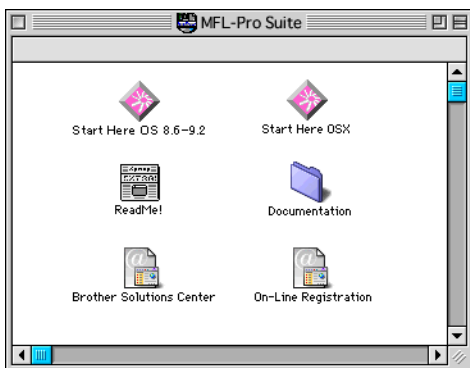 MFL-Pro Suite
Start Here OS 8.6-9.2
Start Here OSX
ReadMe!
Documentation
Brother Solutions Center
On-Line Registration